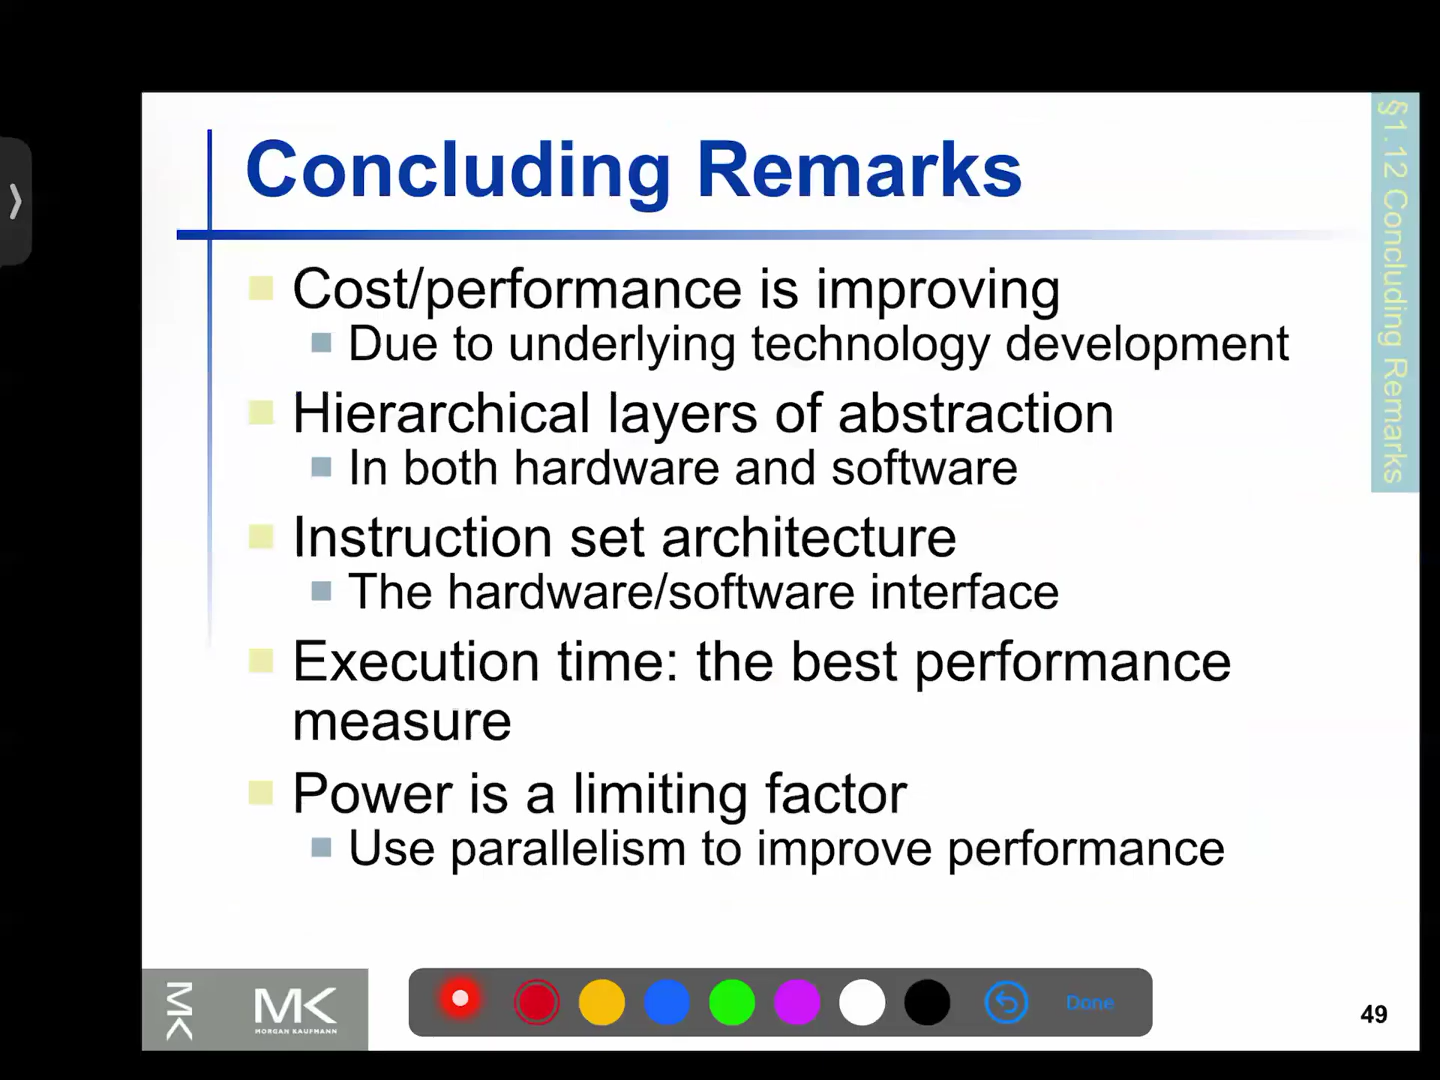 Concluding Remarks
§1.12 Concluding Remarks
Cost/performance is improving
Due to underlying technology development
Hierarchical layers of abstraction
In both hardware and software
Instruction set architecture
The hardware/software interface
Execution time: the best performance
measure
Power is a limiting factor
Use parallelism to improve performance
MK
MK
MORGAN KAUFMANN
Done
49